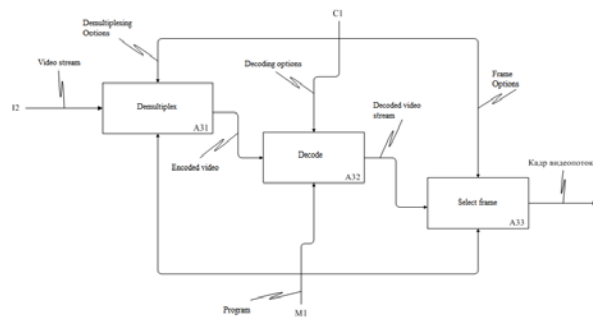 C1
Demultiplexing
Options
Video stream
Decoding options
Decoded video
stream
Frame
Options
I2
Demultiplex
A31
Encoded video
Decode
A32
Кадр видеопоток
Select frame
A33
Program
M1